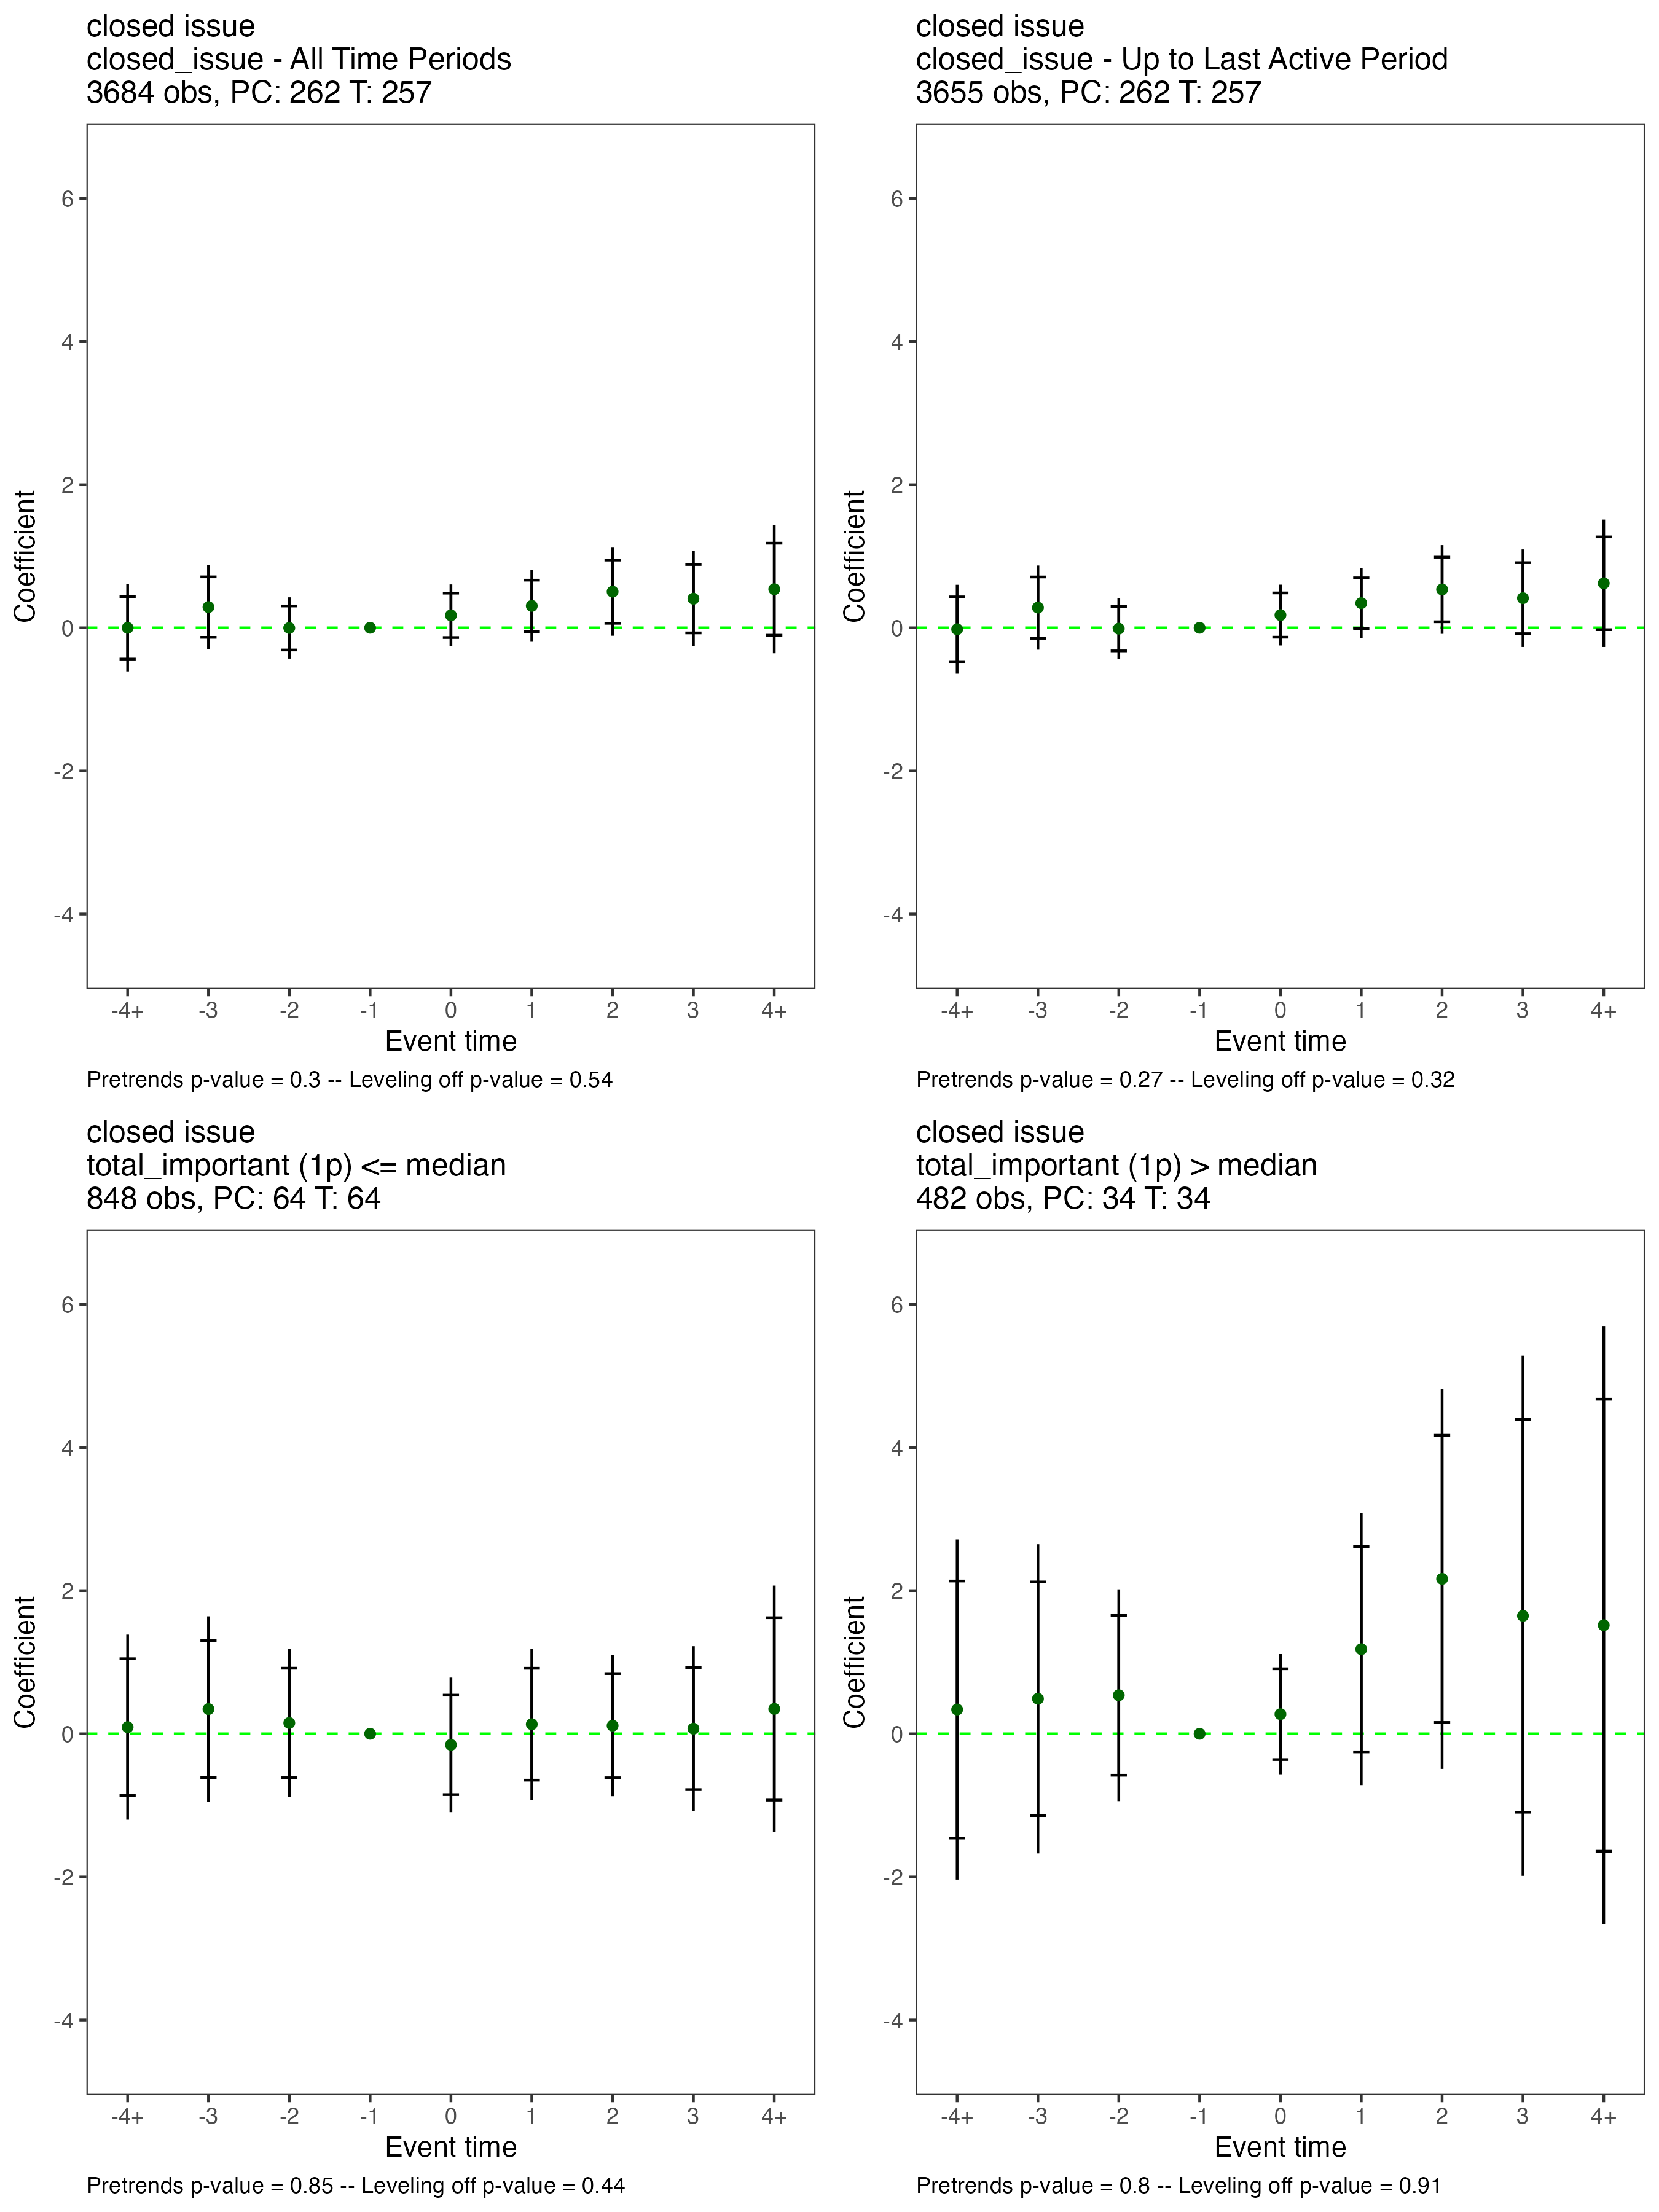 closed issue
closed_issue - All Time Periods
3684 obs, PC: 262 T: 257
Coefficient
6
4
2
0
-2
-4
-4+ -3 -2 -1 0 1 2 3 4+
Event time
Pretrends p-value = 0.3 -- Leveling off p-value = 0.54
closed issue
closed_issue - Up to Last Active Period
3655 obs, PC: 262 T: 257
Coefficient
6
4
2
0
-2
-4
-4+ -3 -2 -1 0 1 2 3 4+
Event time
Pretrends p-value = 0.27 -- Leveling off p-value = 0.32
closed issue
total_important (1p) <= median
848 obs, PC: 64 T: 64
Coefficient
6
4
2
0
-2
-4
-4+ -3 -2 -1 0 1 2 3 4+
Event time
Pretrends p-value = 0.85 -- Leveling off p-value = 0.44
closed issue
total_important (1p) > median
482 obs, PC: 34 T: 34
Coefficient
6
4
2
0
-2
-4
-4+ -3 -2 -1 0 1 2 3 4+
Event time
Pretrends p-value = 0.8 -- Leveling off p-value = 0.91